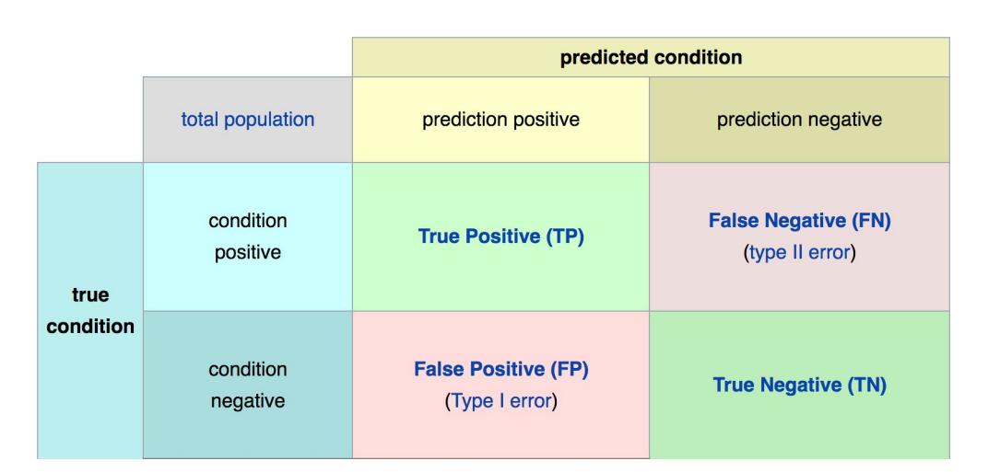 predicted condition
total population
prediction positive
prediction negative
true
condition
condition
positive
True Positive (TP)
False Negative (FN)
(type II error)
condition
negative
False Positive (FP)
(Type I error)
True Negative (TN)